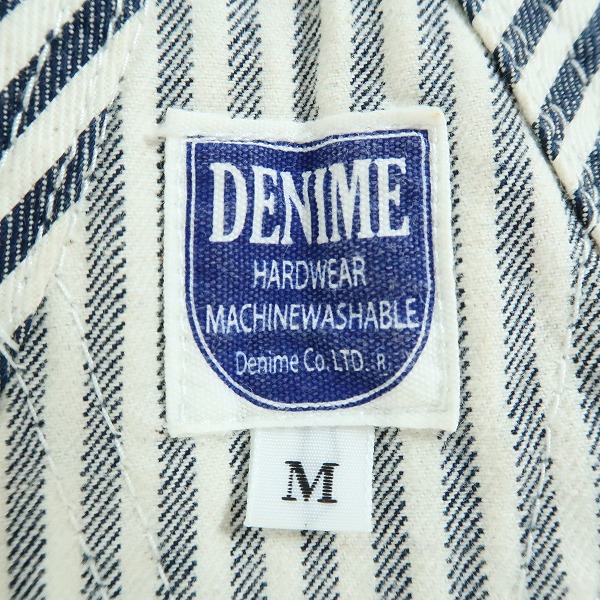 DENIME
HARDWEAR
MACHINEWASHABLE
Denime Co. LTD. R.
M